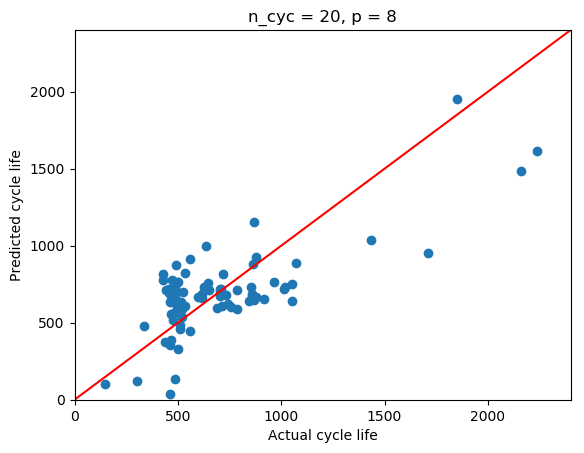 n_cyc = 20, p = 8
Predicted cycle life
2000
1500
1000
500
0
0 500 1000 1500 2000
Actual cycle life